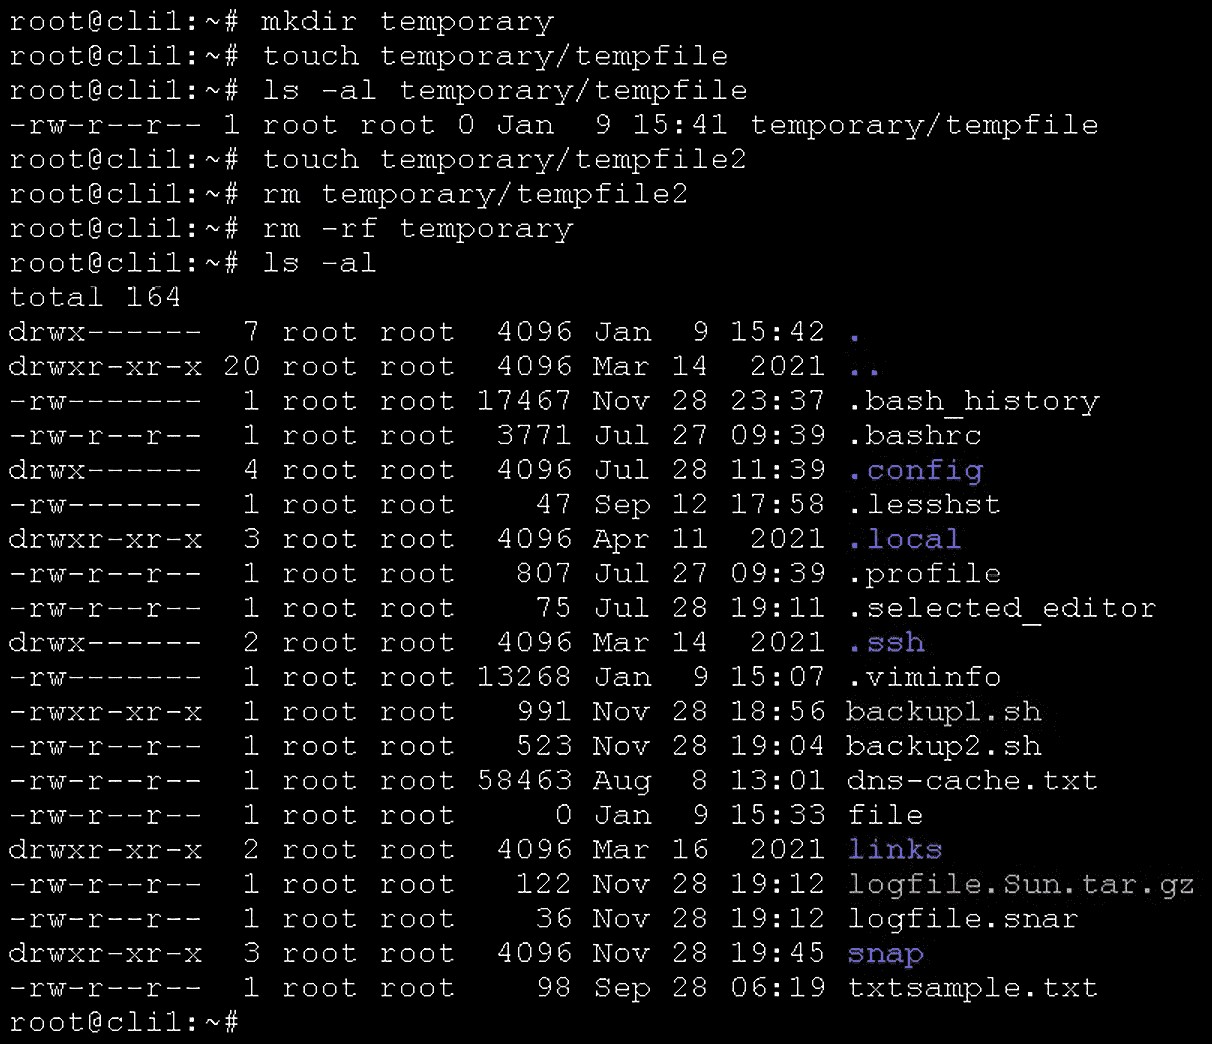 root@cli1:~# mkdir temporary
root@cli1:~# touch temporary/tempfile
root@cli1:~# ls -al temporary/tempfile
-rw-r--r-- 1 root root 0 Jan  9 15:41 temporary/tempfile
root@cli1:~# touch temporary/tempfile2
root@cli1:~# rm temporary/tempfile2
root@cli1:~# rm -rf temporary
root@cli1:~# ls -al
total 164
drwx------  7 root root  4096 Jan  9 15:42 .
drwxr-xr-x 20 root root  4096 Mar 14  2021 ..
-rw-------  1 root root 17467 Nov 28 23:37 .bash_history
-rw-r--r--  1 root root  3771 Jul 27 09:39 .bashrc
drwx------  4 root root  4096 Jul 28 11:39 .config
-rw-------  1 root root    47 Sep 12 17:58 .lesshst
drwxr-xr-x  3 root root  4096 Apr 11  2021 .local
-rw-r--r--  1 root root   807 Jul 27 09:39 .profile
-rw-r--r--  1 root root    75 Jul 28 19:11 .selected_editor
drwx------  2 root root  4096 Mar 14  2021 .ssh
-rw-------  1 root root 13268 Jan  9 15:07 .viminfo
-rwxr-xr-x  1 root root   991 Nov 28 18:56 backup1.sh
-rw-r--r--  1 root root   523 Nov 28 19:04 backup2.sh
-rw-r--r--  1 root root 58463 Aug  8 13:01 dns-cache.txt
-rw-r--r--  1 root root     0 Jan  9 15:33 file
drwxr-xr-x  2 root root  4096 Mar 16  2021 links
-rw-r--r--  1 root root   122 Nov 28 19:12 logfile.Sun.tar.gz
-rw-r--r--  1 root root    36 Nov 28 19:12 logfile.snar
drwxr-xr-x  3 root root  4096 Nov 28 19:45 snap
-rw-r--r--  1 root root    98 Sep 28 06:19 txtsample.txt
root@cli1:~#